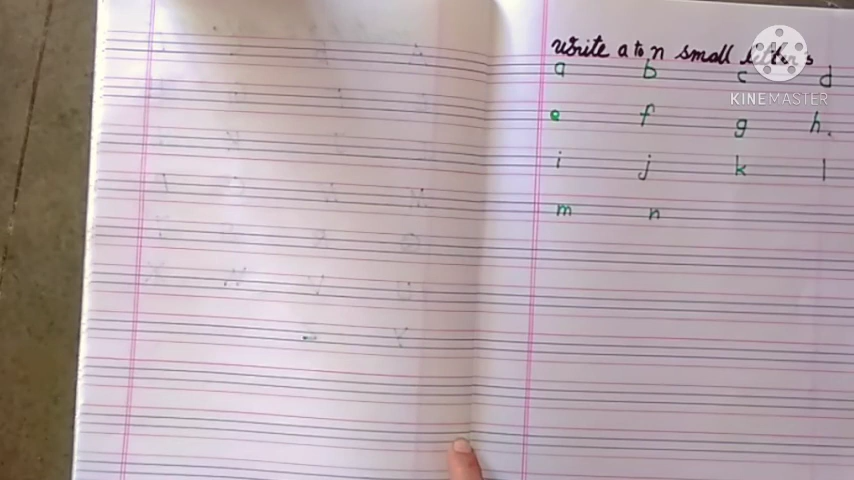 write a to n small letters
KINEMASTER
a b c d
e f g h.
i j k l
m n